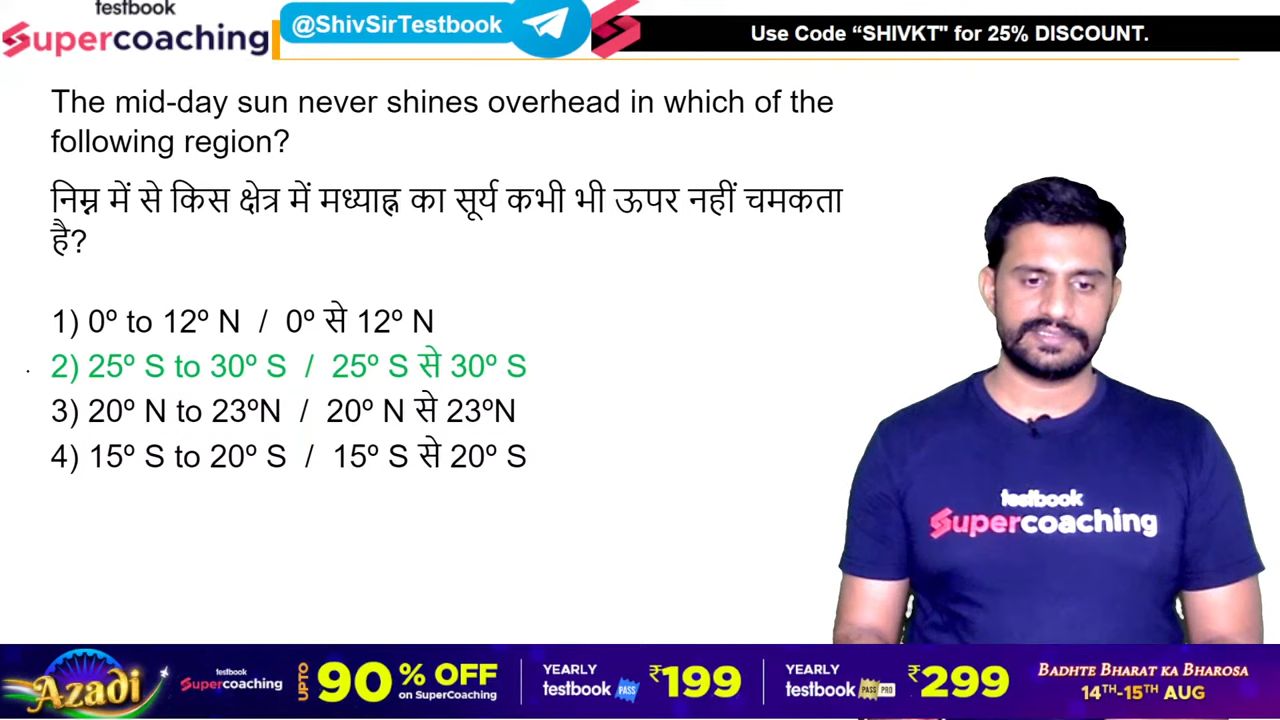 testbook
Supercoaching
@ShivSirTestbook
Use Code “SHIVKT" for 25% DISCOUNT.
The mid-day sun never shines overhead in which of the
following region?
निम्न में से किस क्षेत्र में मध्याह्न का सूर्य कभी भी ऊपर नहीं चमकता
है?
1) 0º to 12º N / 0º से 12º N
2) 25º S to 30º S / 25º S से 30º S
3) 20º N to 23ºN / 20º N से 23ºN
4) 15º S to 20º S / 15º S से 20º S
testbook
Supercoaching
Azadi
testbook
Supercoaching
UPTO 90% OFF
on SuperCoaching
YEARLY
testbook PASS
₹199
YEARLY
testbook PASS PRO
₹299
BADHTE BHARAT KA BHAROSA
14TH-15TH AUG